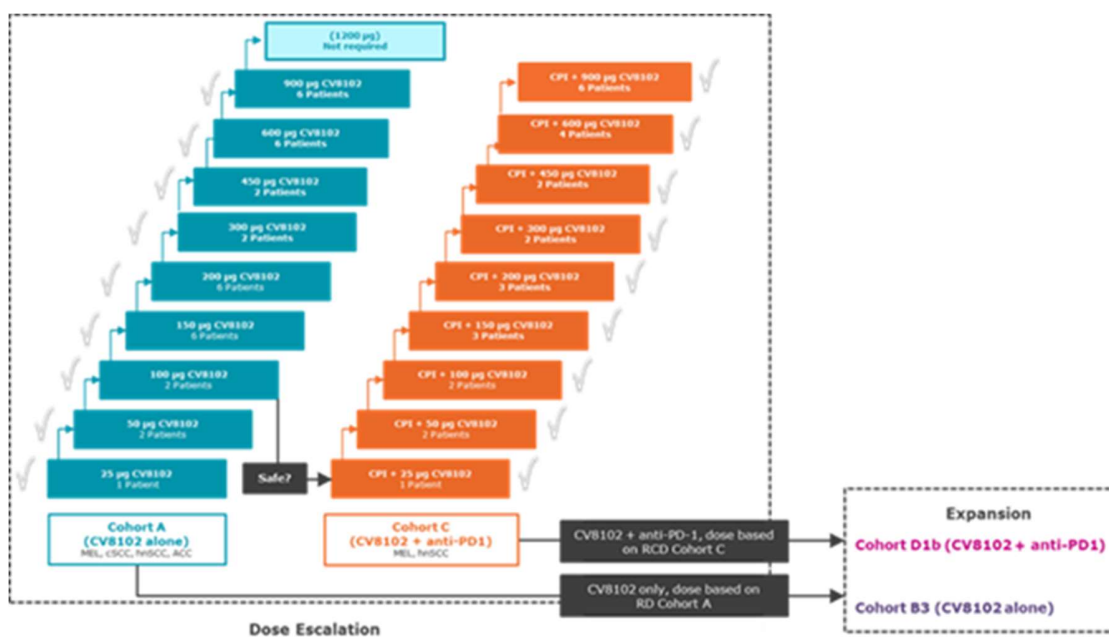 (1200 µg)
Not required
900 µg CV8102
6 Patients
600 µg CV8102
6 Patients
450 µg CV8102
2 Patients
300 µg CV8102
2 Patients
200 µg CV8102
6 Patients
150 µg CV8102
6 Patients
100 µg CV8102
2 Patients
50 µg CV8102
2 Patients
25 µg CV8102
1 Patient
Cohort A
(CV8102 alone)
MEL, cSCC, hnSCC, ACC
Safe?
CPI + 900 µg CV8102
6 Patients
CPI + 600 µg CV8102
4 Patients
CPI + 450 µg CV8102
2 Patients
CPI + 300 µg CV8102
2 Patients
CPI + 200 µg CV8102
3 Patients
CPI + 150 µg CV8102
3 Patients
CPI + 100 µg CV8102
2 Patients
CPI + 50 µg CV8102
2 Patients
CPI + 25 µg CV8102
1 Patient
Cohort C
(CV8102 + anti-PD1)
MEL, hnSCC
CV8102 + anti-PD-1, dose based
on RCD Cohort C
CV8102 only, dose based on
RD Cohort A
Expansion
Cohort D1b (CV8102 + anti-PD1)
Cohort B3 (CV8102 alone)
Dose Escalation